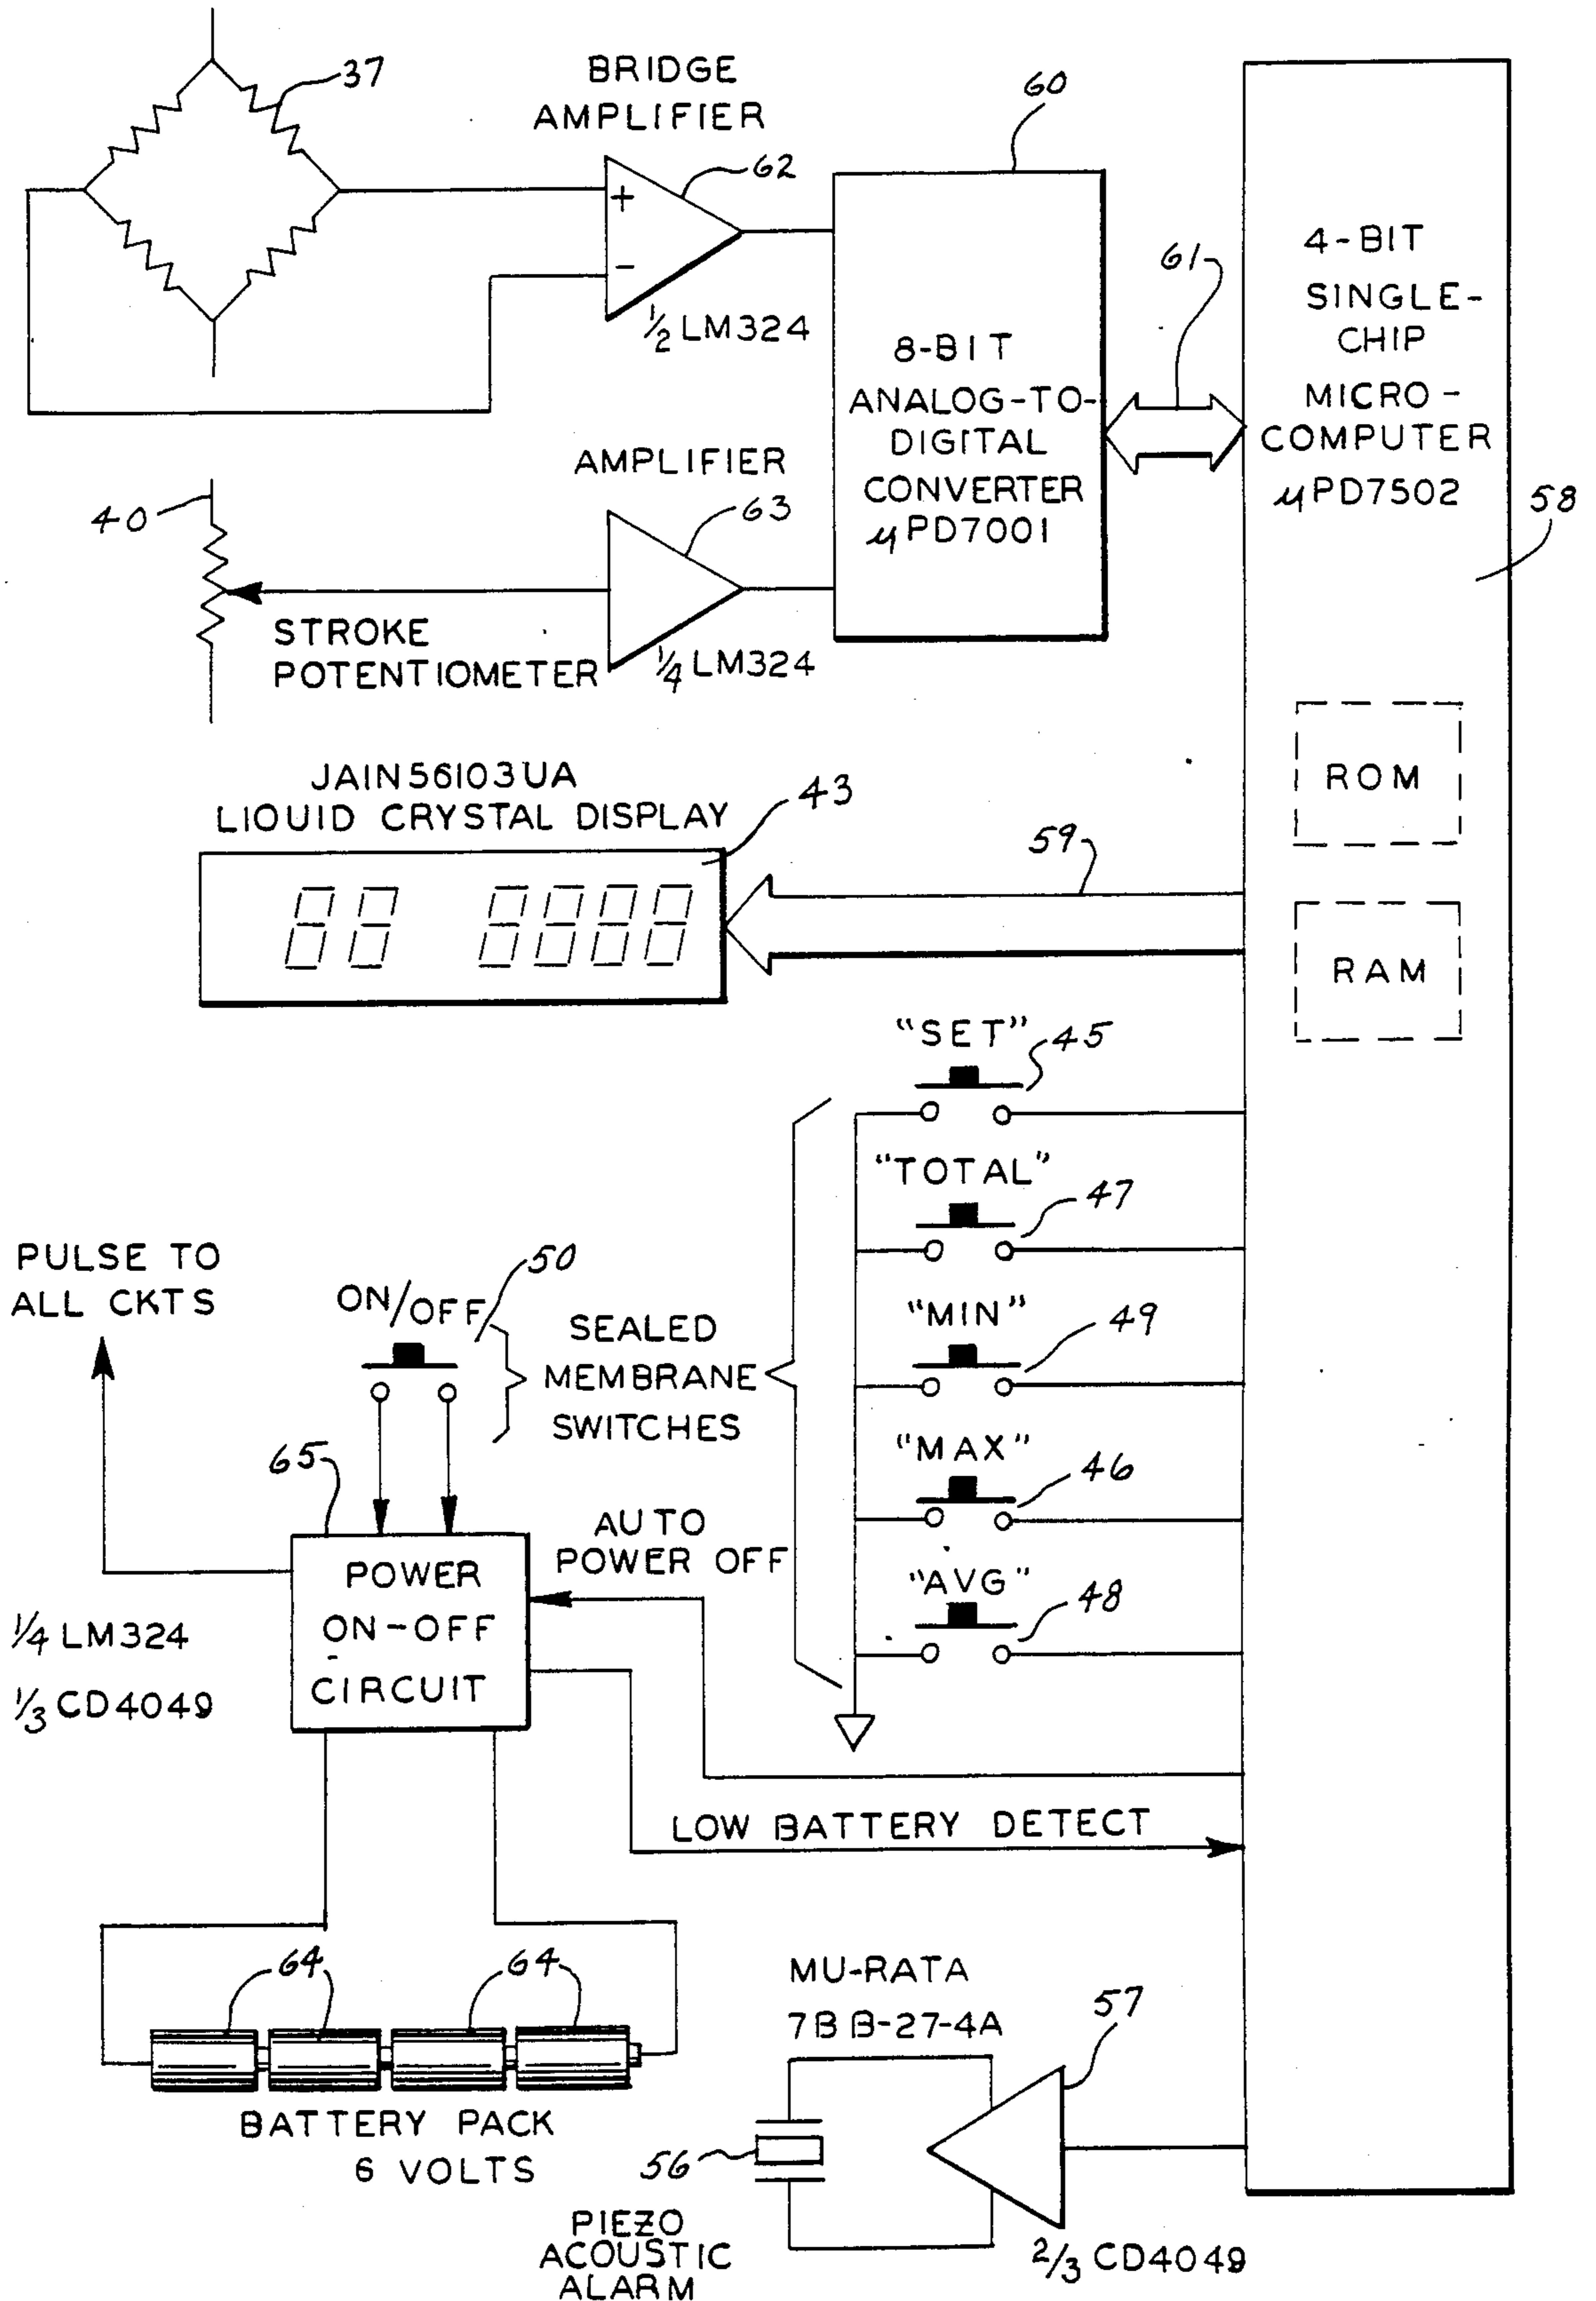 37
BRIDGE
AMPLIFIER
62
+
−
½ LM324
60
8-BIT
ANALOG-TO-
DIGITAL
CONVERTER
µPD7001
61
4-BIT
SINGLE-
CHIP
MICRO-
COMPUTER
µPD7502
58
AMPLIFIER
63
40
STROKE
POTENTIOMETER
¼ LM324
ROM
RAM
JAIN56103UA
LIOUID CRYSTAL DISPLAY
43
88 8888
59
"SET"
45
"TOTAL"
47
"MIN"
49
"MAX"
46
"AVG"
48
PULSE TO
ALL CKTS
ON/OFF
50
SEALED
MEMBRANE
SWITCHES
65
POWER
ON-OFF
CIRCUIT
AUTO
POWER OFF
¼ LM324
⅓ CD4049
LOW BATTERY DETECT
64
64
BATTERY PACK
6 VOLTS
MU-RATA
7BB-27-4A
57
56
PIEZO
ACOUSTIC
ALARM
2/3 CD4049